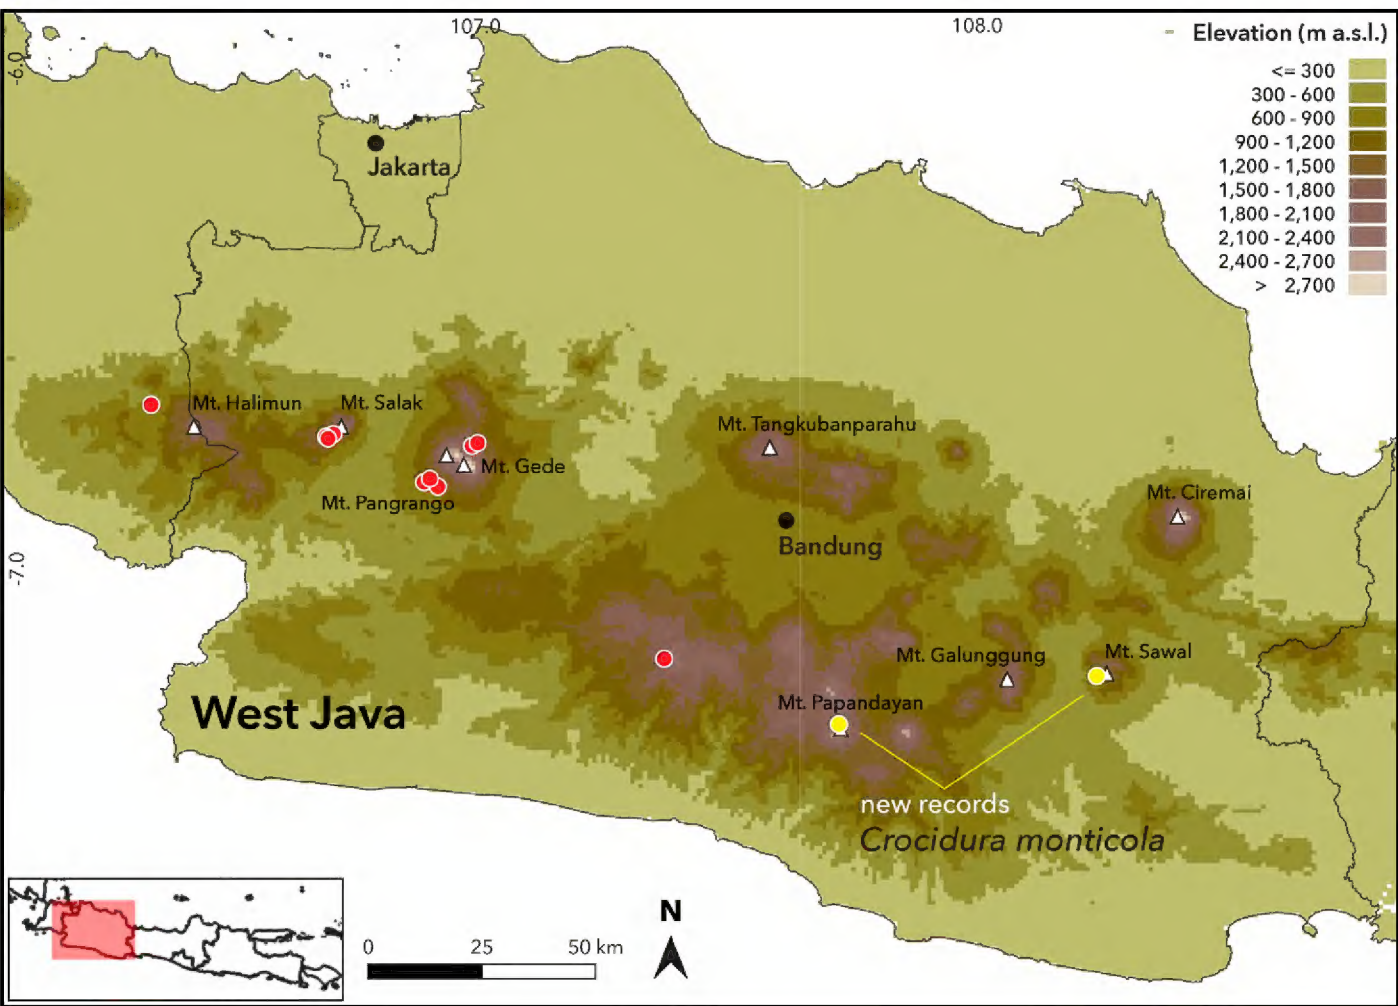 107.0
108.0
-6.0
Elevation (m a.s.l.)
<= 300
300 - 600
600 - 900
900 - 1,200
1,200 - 1,500
1,500 - 1,800
1,800 - 2,100
2,100 - 2,400
2,400 - 2,700
> 2,700
Jakarta
Mt. Halimun
Mt. Salak
Mt. Tangkubanparahu
Mt. Gede
Mt. Pangrango
Mt. Ciremai
Bandung
-7.0
Mt. Galunggung
Mt. Sawal
Mt. Papandayan
West Java
new records
Crocidura monticola
N
0 25 50 km